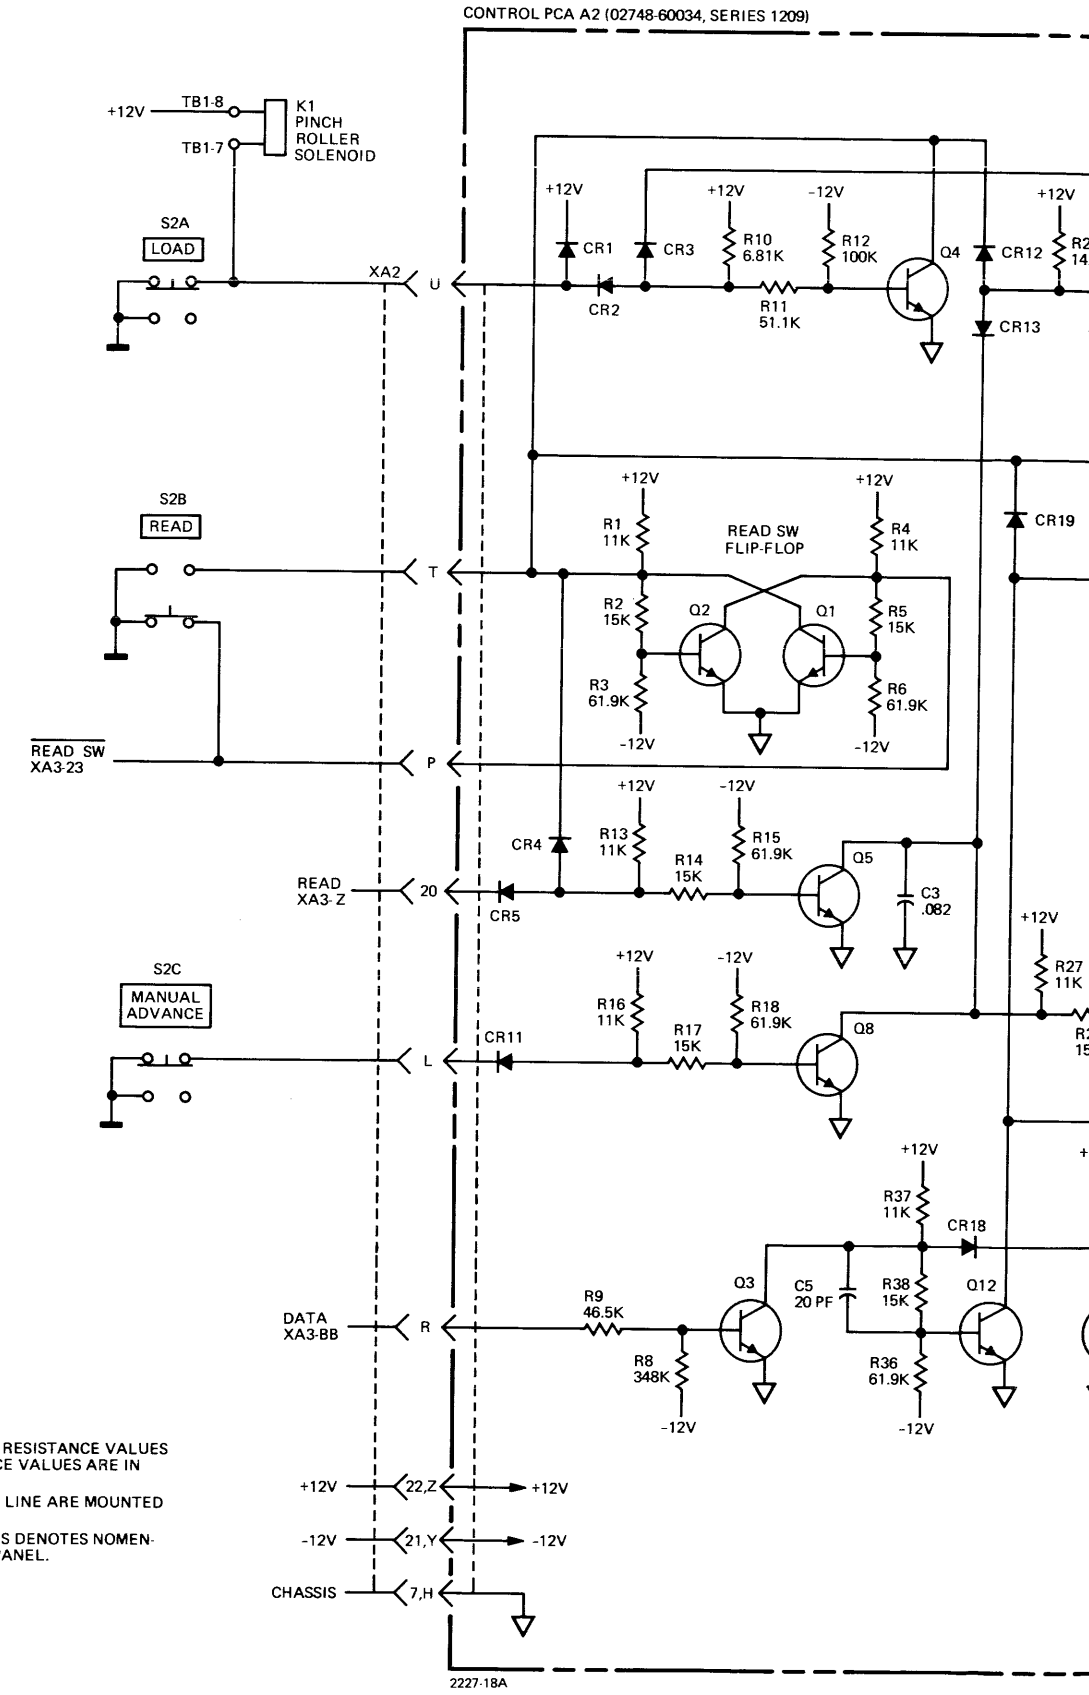 CONTROL PCA A2 (02748-60034, SERIES 1209)
+12V
TB1-8
TB1-7
K1
PINCH
ROLLER
SOLENOID
S2A
LOAD
XA2
U
+12V
CR1
CR2
CR3
+12V
R10
6.81K
R11
51.1K
-12V
R12
100K
Q4
CR12
CR13
+12V
R2
14
S2B
READ
T
+12V
R1
11K
R2
15K
R3
61.9K
-12V
READ SW
FLIP-FLOP
Q2
Q1
+12V
R4
11K
R5
15K
R6
61.9K
-12V
CR19
READ SW
XA3-23
P
+12V
-12V
CR4
R13
11K
R14
15K
R15
61.9K
Q5
C3
.082
READ
XA3-Z
20
CR5
+12V
R27
11K
R2
15
S2C
MANUAL
ADVANCE
L
CR11
+12V
R16
11K
R17
15K
-12V
R18
61.9K
Q8
+12V
R37
11K
CR18
+
DATA
XA3-BB
R
R9
46.5K
R8
348K
-12V
Q3
C5
20 PF
R38
15K
Q12
R36
61.9K
-12V
RESISTANCE VALUES
CE VALUES ARE IN
LINE ARE MOUNTED
S DENOTES NOMEN-
PANEL.
+12V
22,Z
+12V
-12V
21,Y
-12V
CHASSIS
7,H
2227-18A